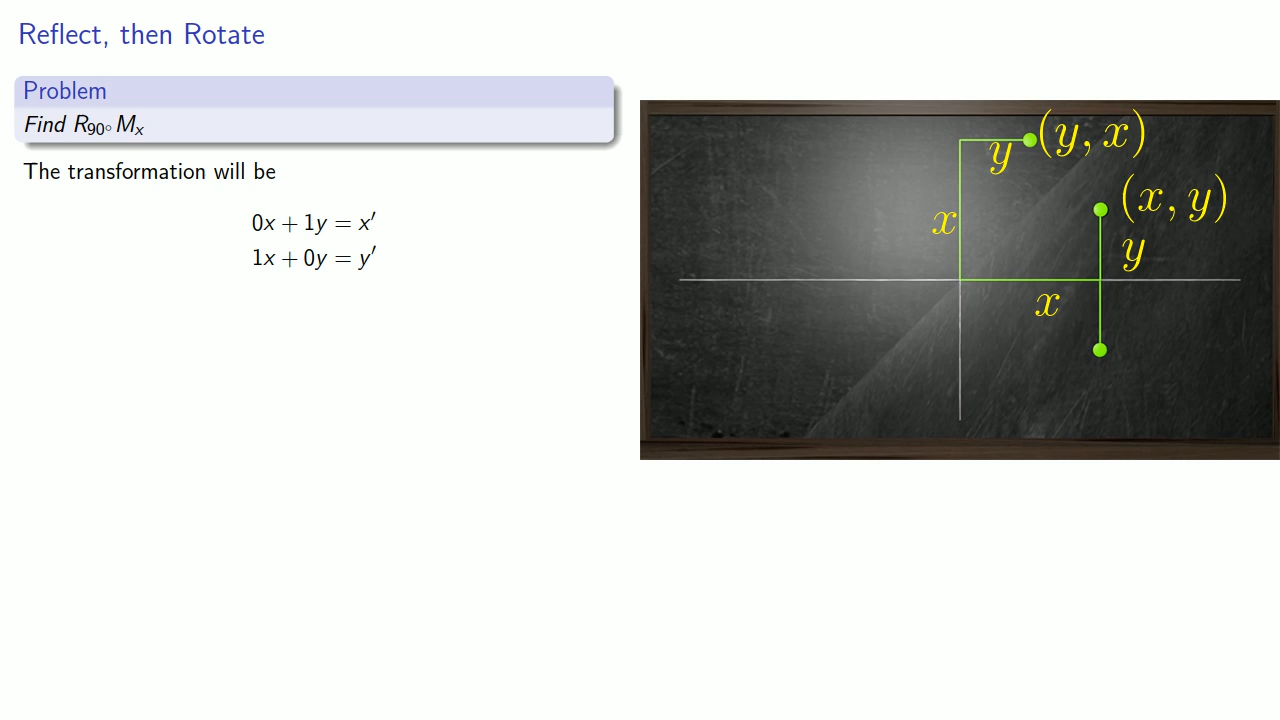 Reflect, then Rotate
Problem
Find R₉₀∘Mₓ
The transformation will be
0x + 1y = x′
1x + 0y = y′
(y, x)
y
(x, y)
x
y
x